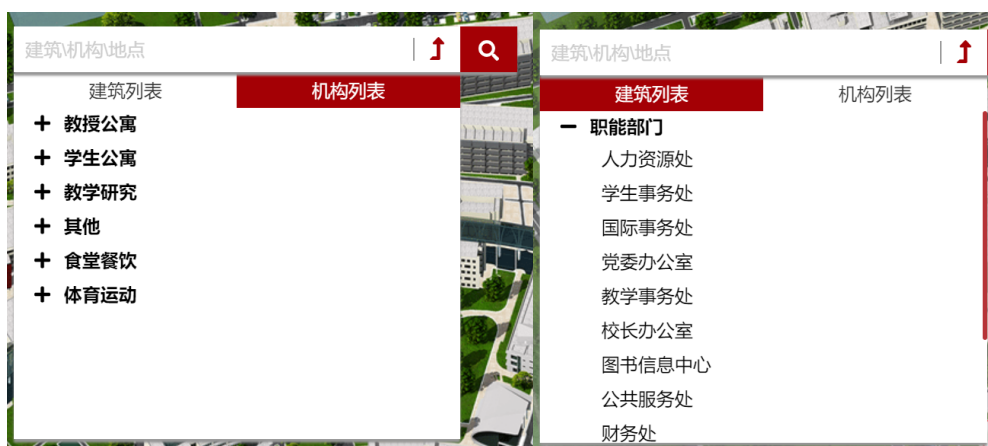 建筑\机构\地点
建筑列表
机构列表
教授公寓
学生公寓
教学研究
其他
食堂餐饮
体育运动
建筑\机构\地点
建筑列表
机构列表
职能部门
人力资源处
学生事务处
国际事务处
党委办公室
教学事务处
校长办公室
图书信息中心
公共服务处
财务处